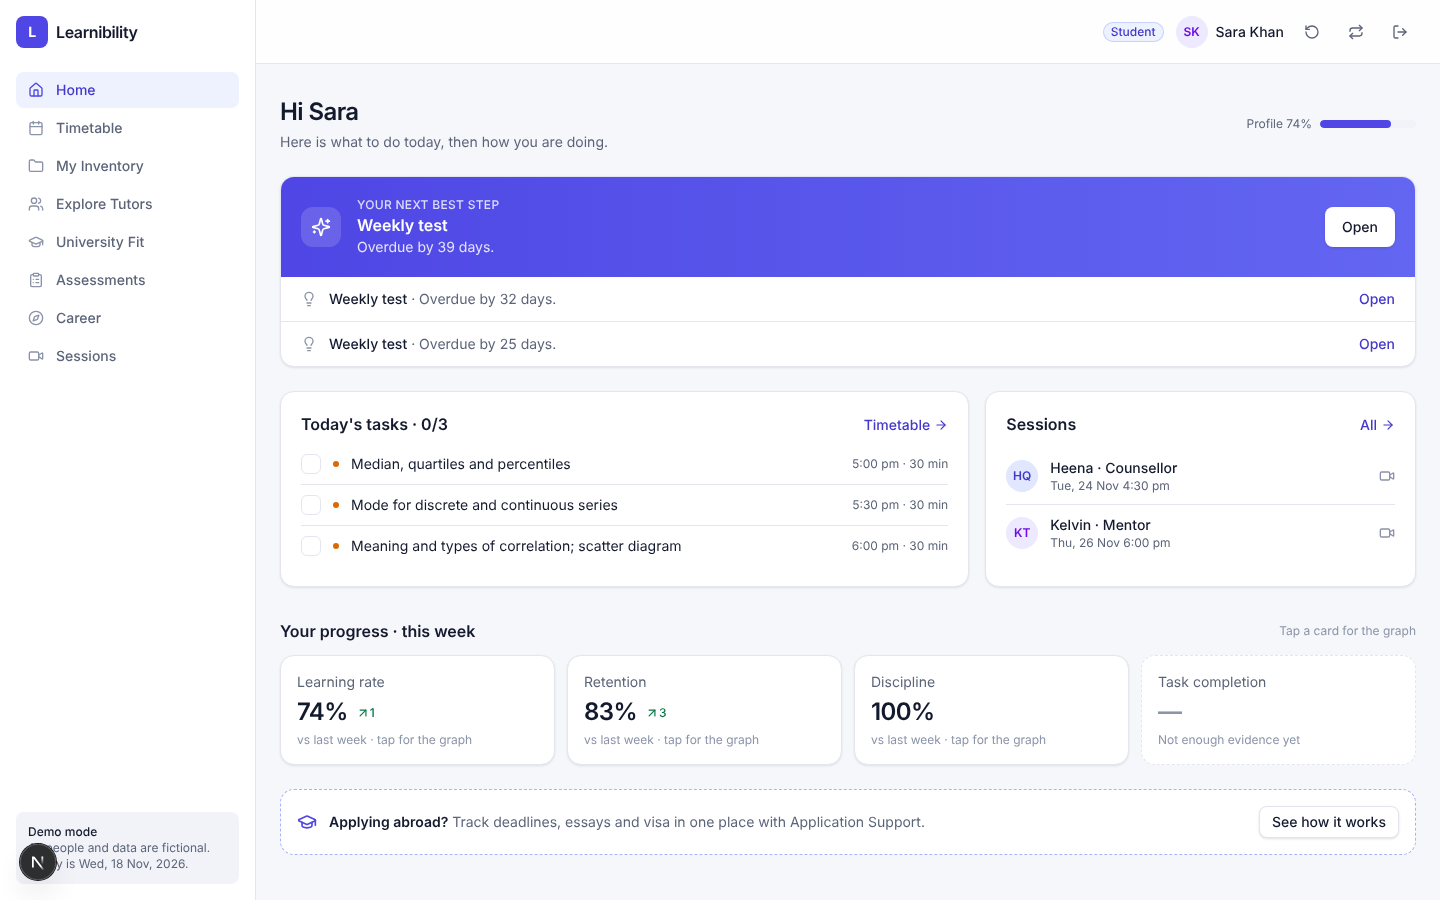 L Learnibility
Student SK Sara Khan
Home
Timetable
My Inventory
Explore Tutors
University Fit
Assessments
Career
Sessions
Demo mode
people and data are fictional.
is Wed, 18 Nov, 2026.
N
Hi Sara
Here is what to do today, then how you are doing.
Profile 74%
YOUR NEXT BEST STEP
Weekly test
Overdue by 39 days.
Open
Weekly test · Overdue by 32 days. Open
Weekly test · Overdue by 25 days. Open
Today's tasks · 0/3 Timetable →
Median, quartiles and percentiles 5:00 pm · 30 min
Mode for discrete and continuous series 5:30 pm · 30 min
Meaning and types of correlation; scatter diagram 6:00 pm · 30 min
Sessions All →
HQ Heena · Counsellor
Tue, 24 Nov 4:30 pm
KT Kelvin · Mentor
Thu, 26 Nov 6:00 pm
Your progress · this week Tap a card for the graph
Learning rate
74% ↗1
vs last week · tap for the graph
Retention
83% ↗3
vs last week · tap for the graph
Discipline
100%
vs last week · tap for the graph
Task completion
—
Not enough evidence yet
Applying abroad? Track deadlines, essays and visa in one place with Application Support. See how it works